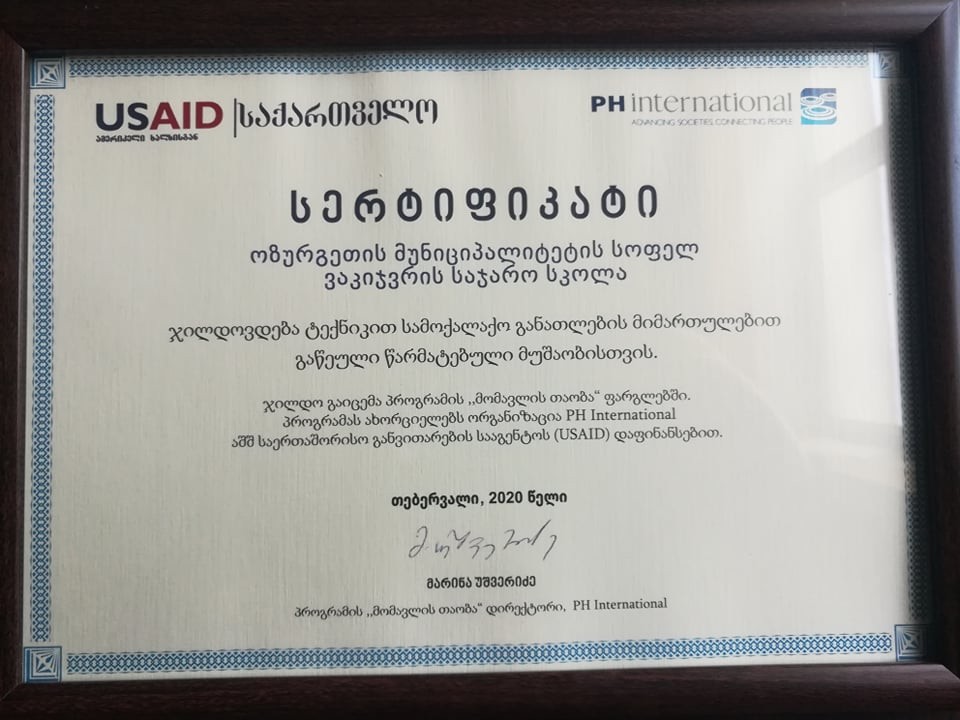 USAID | საქართველო
ამერიკელი ხალხისგან
PH international
ADVANCING SOCIETIES, CONNECTING PEOPLE
სერტიფიკატი
ოზურგეთის მუნიციპალიტეტის სოფელ
ვაკიჯვრის საჯარო სკოლა
ჯილდოვდება ტექნიკით სამოქალაქო განათლების მიმართულებით
გაწეული წარმატებული მუშაობისთვის.
ჯილდო გაიცემა პროგრამის ,,მომავლის თაობა“ ფარგლებში.
პროგრამას ახორციელებს ორგანიზაცია PH International
აშშ საერთაშორისო განვითარების სააგენტოს (USAID) დაფინანსებით.
თებერვალი, 2020 წელი
მარინა უშვერიძე
პროგრამის ,,მომავლის თაობა“ დირექტორი, PH International